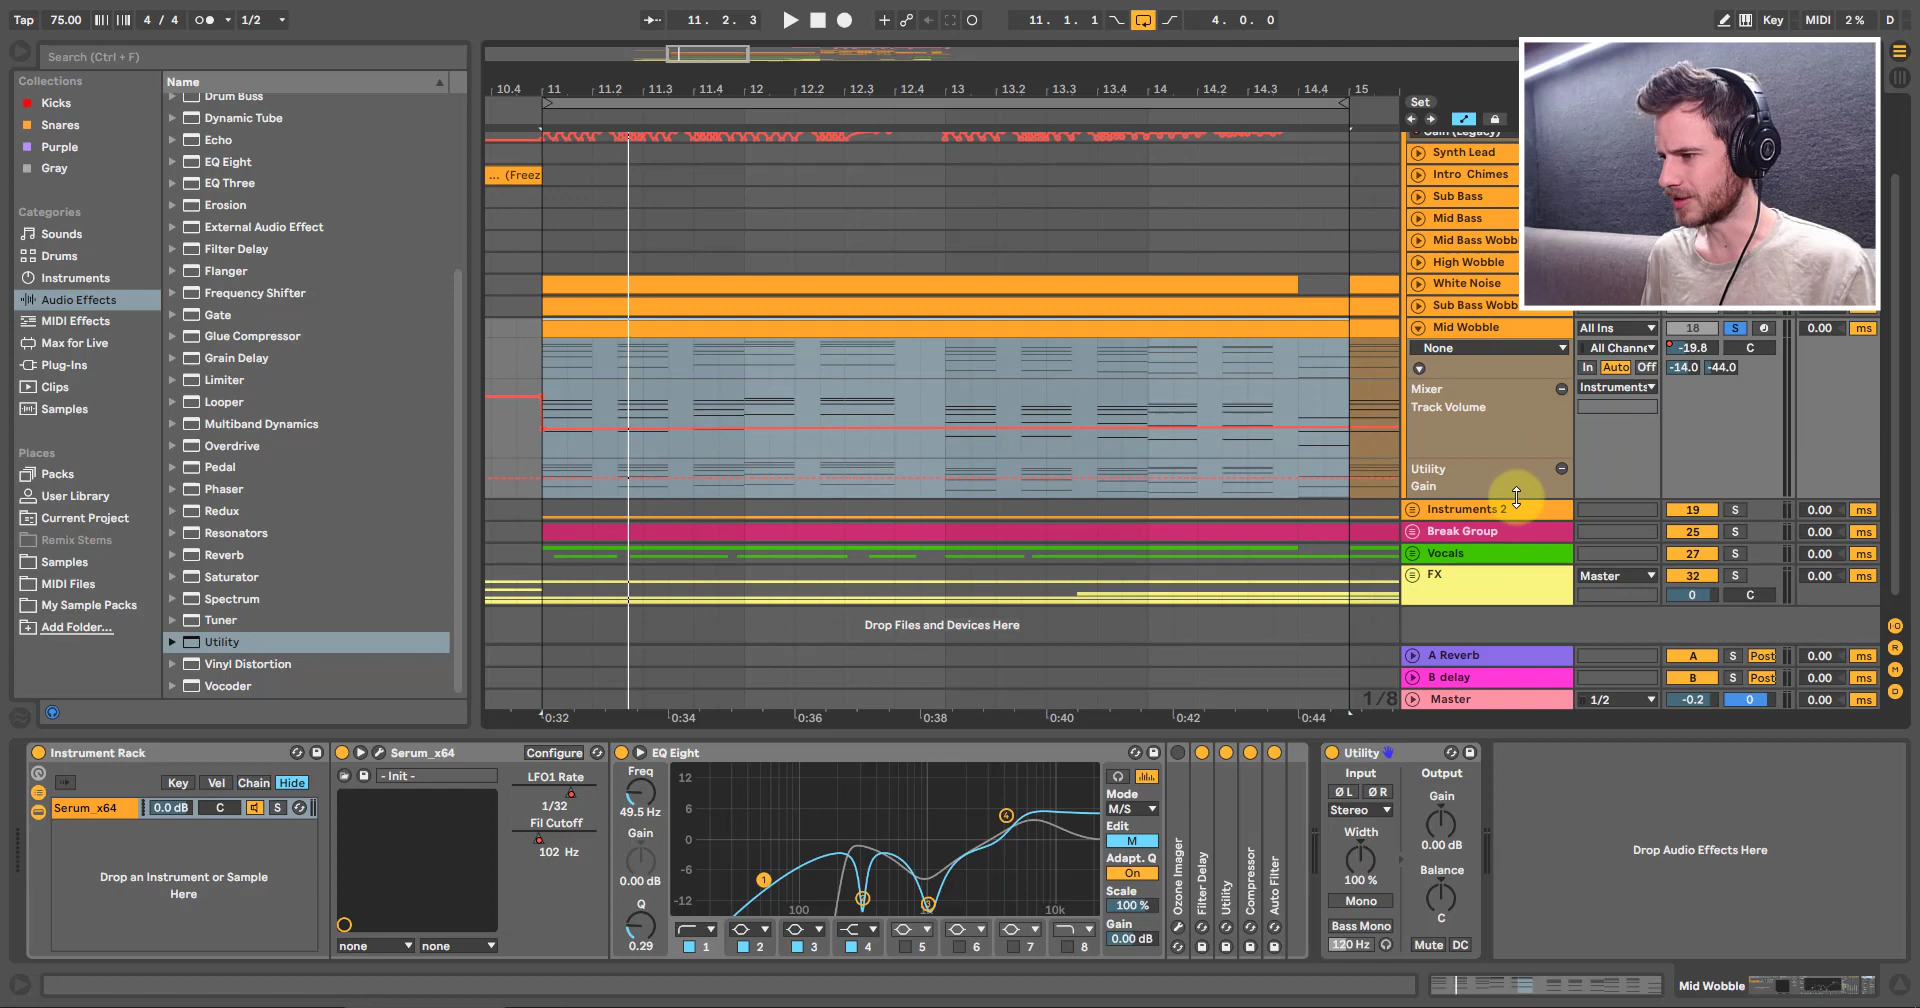 Tap 75.00 4 / 4 1/2 11. 2. 3 11. 1. 1 4. 0. 0 Key MIDI 2 % D
Search (Ctrl + F)
Collections
Kicks
Snares
Purple
Gray
Categories
Sounds
Drums
Instruments
Audio Effects
MIDI Effects
Max for Live
Plug-Ins
Clips
Samples
Places
Packs
User Library
Current Project
Remix Stems
Samples
MIDI Files
My Sample Packs
Add Folder...
Name
Drum Buss
Dynamic Tube
Echo
EQ Eight
EQ Three
Erosion
External Audio Effect
Filter Delay
Flanger
Frequency Shifter
Gate
Glue Compressor
Grain Delay
Limiter
Looper
Multiband Dynamics
Overdrive
Pedal
Phaser
Redux
Resonators
Reverb
Saturator
Spectrum
Tuner
Utility
Vinyl Distortion
Vocoder
10.4 11 11.2 11.3 11.4 12 12.2 12.3 12.4 13 13.2 13.3 13.4 14 14.2 14.3 14.4 15
Set
... (Freez
Synth Lead
Intro Chimes
Sub Bass
Mid Bass
Mid Bass Wobb
High Wobble
White Noise
Sub Bass Wobb
Mid Wobble All Ins 18 S 0.00 ms
None All Channe -19.8 C
In Auto Off -14.0 -44.0
Mixer Instruments
Track Volume
Utility
Gain
Instruments 2 19 S 0.00 ms
Break Group 25 S 0.00 ms
Vocals 27 S 0.00 ms
FX Master 32 S 0.00 ms
0 C
Drop Files and Devices Here
A Reverb A S Post 0.00 ms
B delay B S Post 0.00 ms
1/8 Master 1/2 -0.2 0 0.00 ms
0:32 0:34 0:36 0:38 0:40 0:42 0:44
Instrument Rack
Key Vel Chain Hide
Serum_x64 0.0 dB C S
Drop an Instrument or Sample
Here
Serum_x64 Configure
- Init -
LFO1 Rate
1/32
Fil Cutoff
102 Hz
none none
EQ Eight
Freq
49.5 Hz
Gain
0.00 dB
Q
0.29
12
6
0
-6
-12
100 10k
1 4
1 2 3 4 5 6 7 8
Mode
M/S
Edit
M
Adapt. Q
On
Scale
100 %
Gain
0.00 dB
Ozone Imager
Filter Delay
Utility
Compressor
Auto Filter
Utility
Input Output
Ø L Ø R Gain
Stereo
Width 0.00 dB
Balance
100 %
Mono
C
Bass Mono
120 Hz Mute DC
Drop Audio Effects Here
Mid Wobble